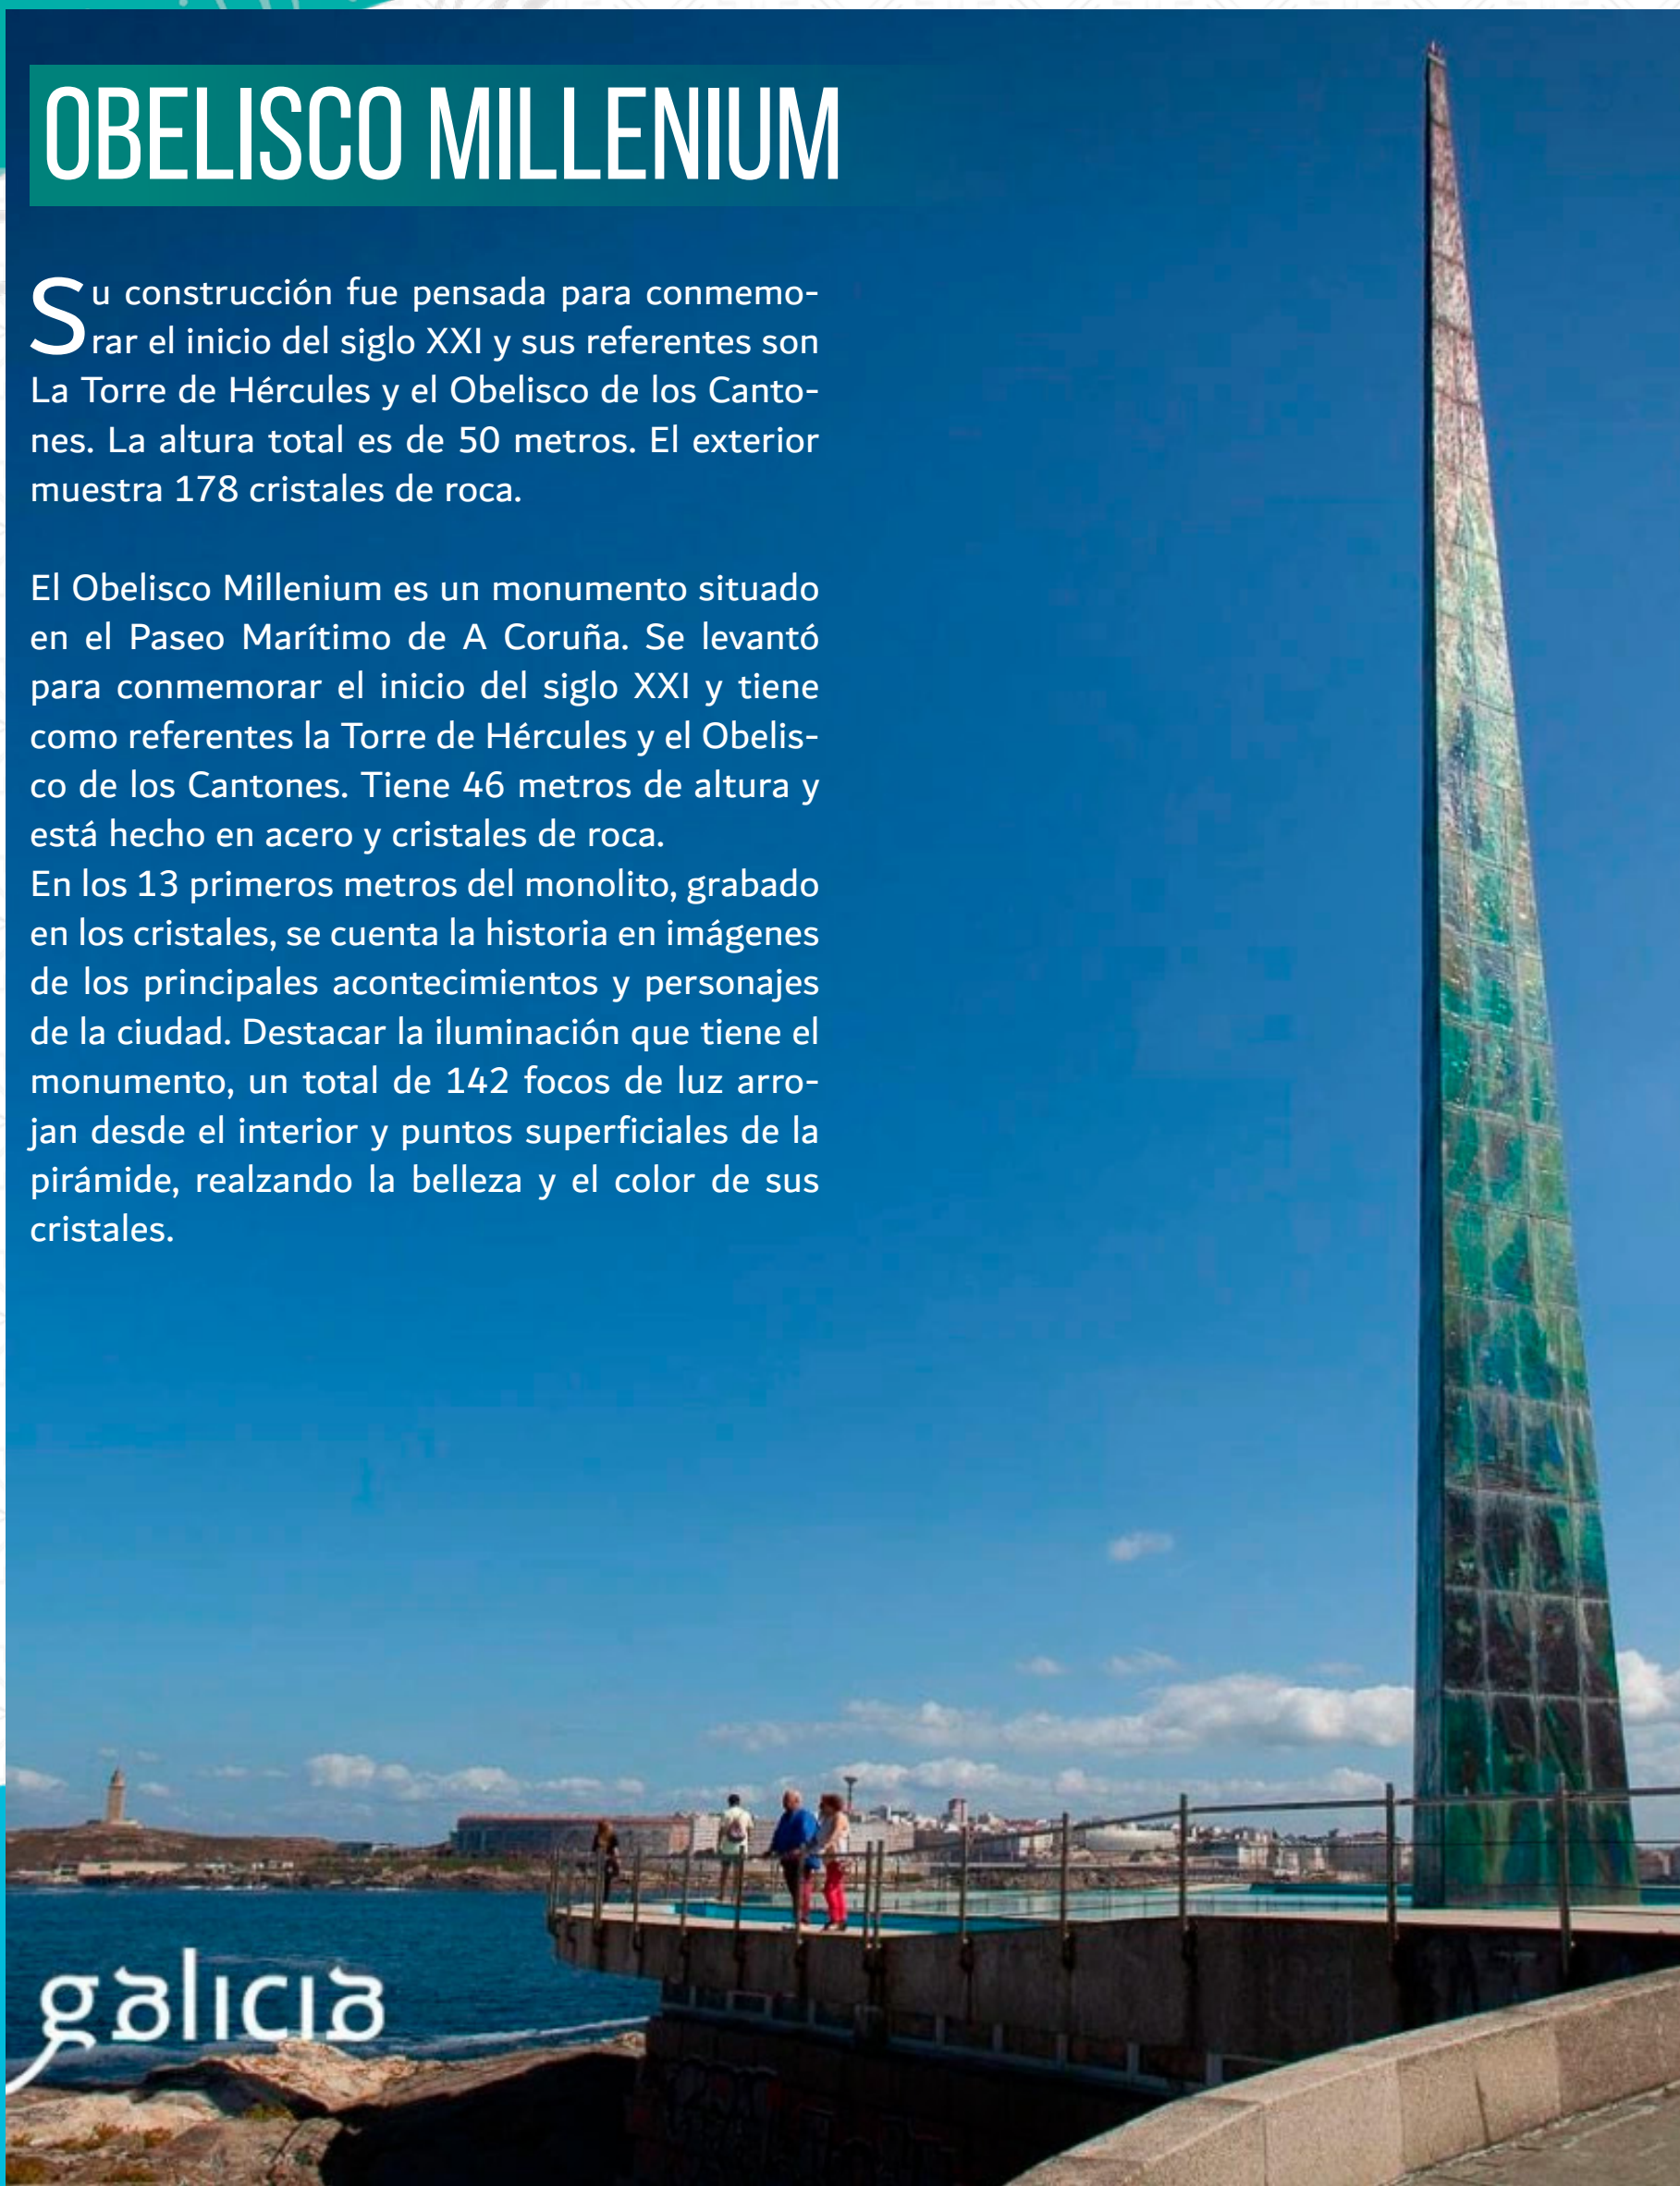 OBELISCO MILLENIUM
Su construcción fue pensada para conmemo-
rar el inicio del siglo XXI y sus referentes son
La Torre de Hércules y el Obelisco de los Canto-
nes. La altura total es de 50 metros. El exterior
muestra 178 cristales de roca.
El Obelisco Millenium es un monumento situado
en el Paseo Marítimo de A Coruña. Se levantó
para conmemorar el inicio del siglo XXI y tiene
como referentes la Torre de Hércules y el Obelis-
co de los Cantones. Tiene 46 metros de altura y
está hecho en acero y cristales de roca.
En los 13 primeros metros del monolito, grabado
en los cristales, se cuenta la historia en imágenes
de los principales acontecimientos y personajes
de la ciudad. Destacar la iluminación que tiene el
monumento, un total de 142 focos de luz arro-
jan desde el interior y puntos superficiales de la
pirámide, realzando la belleza y el color de sus
cristales.
galicia